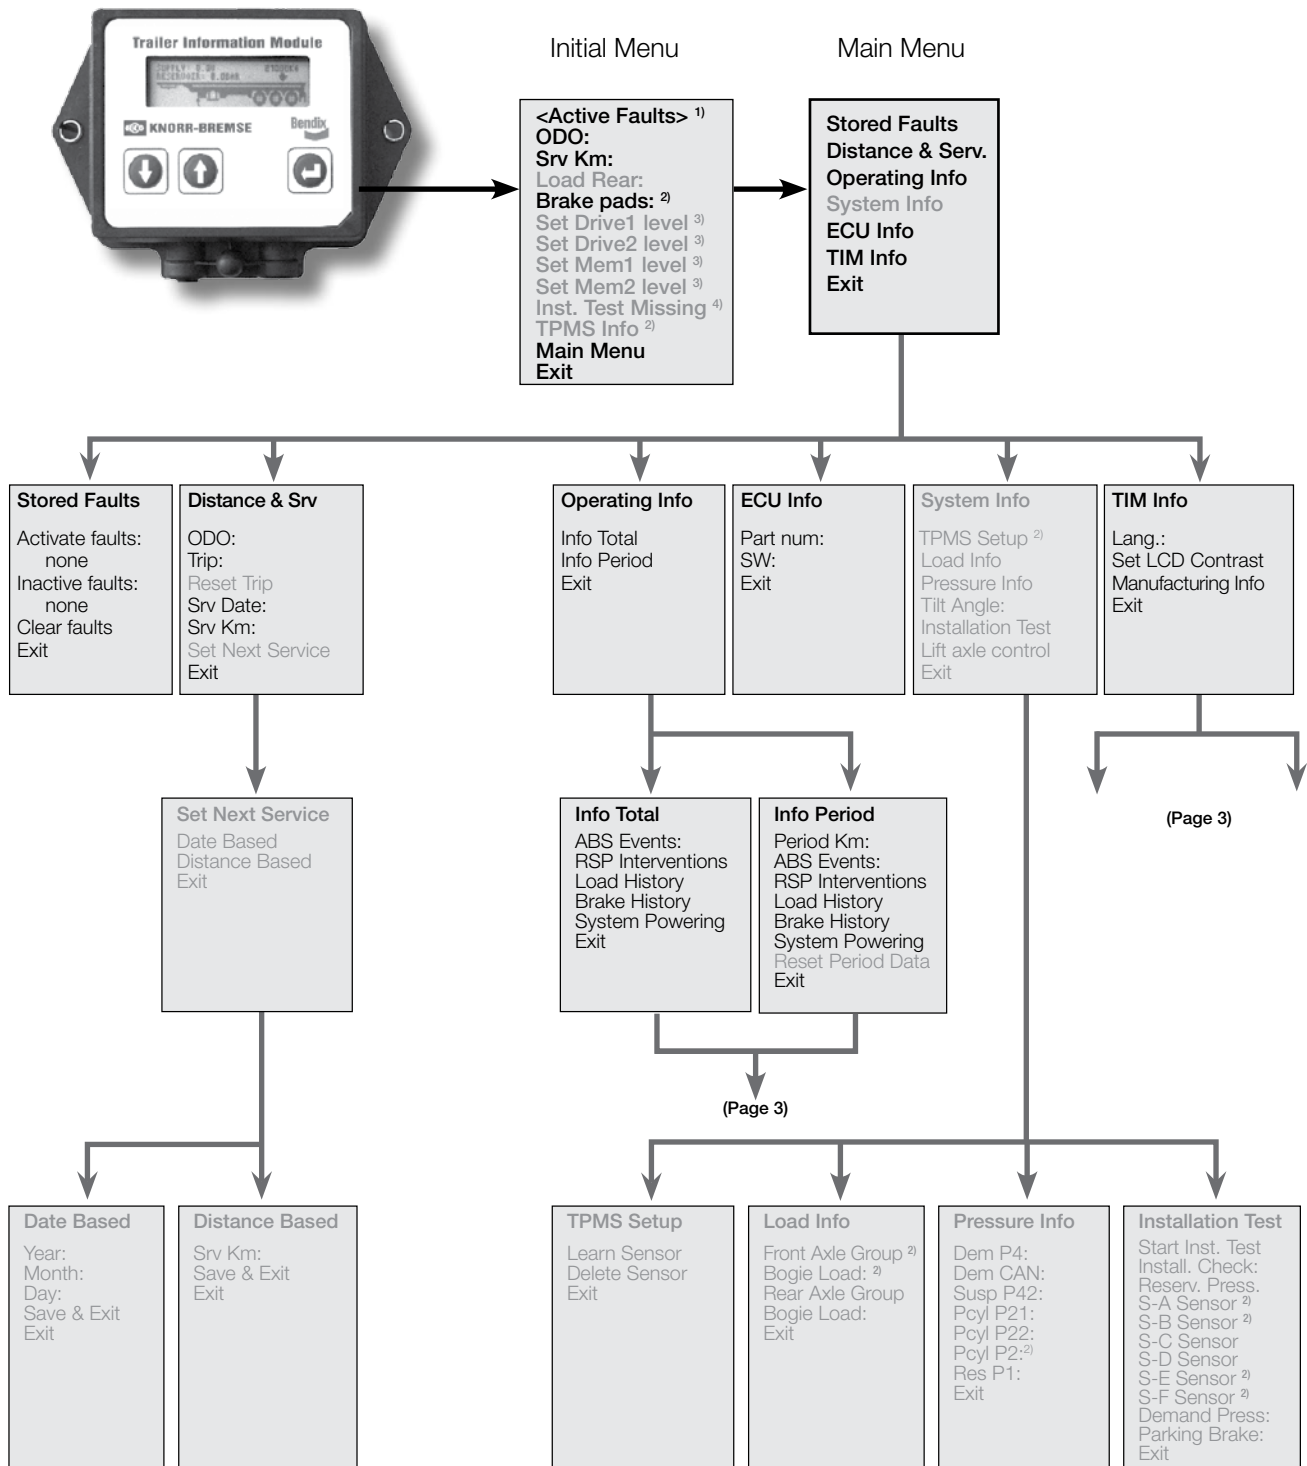 Trailer Information Module
SUPPLY: 0.0B
KNORR-BREMSE
Bendix
Initial Menu
<Active Faults> 1)
ODO:
Srv Km:
Load Rear:
Brake pads: 2)
Set Drive1 level 3)
Set Drive2 level 3)
Set Mem1 level 3)
Set Mem2 level 3)
Inst. Test Missing 4)
TPMS Info 2)
Main Menu
Exit
Main Menu
Stored Faults
Distance & Serv.
Operating Info
System Info
ECU Info
TIM Info
Exit
Stored Faults
Activate faults:
none
Inactive faults:
none
Clear faults
Exit
Distance & Srv
ODO:
Trip:
Reset Trip
Srv Date:
Srv Km:
Set Next Service
Exit
Operating Info
Info Total
Info Period
Exit
ECU Info
Part num:
SW:
Exit
System Info
TPMS Setup 2)
Load Info
Pressure Info
Tilt Angle:
Installation Test
Lift axle control
Exit
TIM Info
Lang.:
Set LCD Contrast
Manufacturing Info
Exit
Set Next Service
Date Based
Distance Based
Exit
Info Total
ABS Events:
RSP Interventions
Load History
Brake History
System Powering
Exit
Info Period
Period Km:
ABS Events:
RSP Interventions
Load History
Brake History
System Powering
Reset Period Data
Exit
(Page 3)
(Page 3)
Date Based
Year:
Month:
Day:
Save & Exit
Exit
Distance Based
Srv Km:
Save & Exit
Exit
TPMS Setup
Learn Sensor
Delete Sensor
Exit
Load Info
Front Axle Group 2)
Bogie Load: 2)
Rear Axle Group
Bogie Load:
Exit
Pressure Info
Dem P4:
Dem CAN:
Susp P42:
Pcyl P21:
Pcyl P22:
Pcyl P2:2)
Res P1:
Exit
Installation Test
Start Inst. Test
Install. Check:
Reserv. Press.
S-A Sensor 2)
S-B Sensor 2)
S-C Sensor
S-D Sensor
S-E Sensor 2)
S-F Sensor 2)
Demand Press:
Parking Brake:
Exit